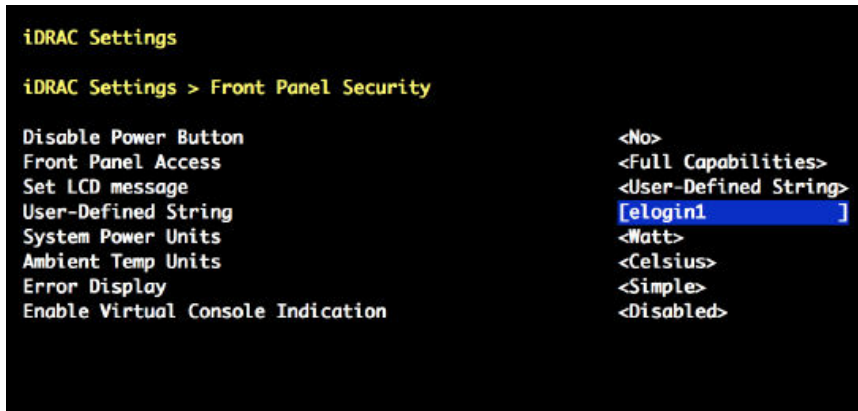 iDRAC Settings
iDRAC Settings > Front Panel Security
Disable Power Button <No>
Front Panel Access <Full Capabilities>
Set LCD message <User-Defined String>
User-Defined String [elogin1 ]
System Power Units <Watt>
Ambient Temp Units <Celsius>
Error Display <Simple>
Enable Virtual Console Indication <Disabled>